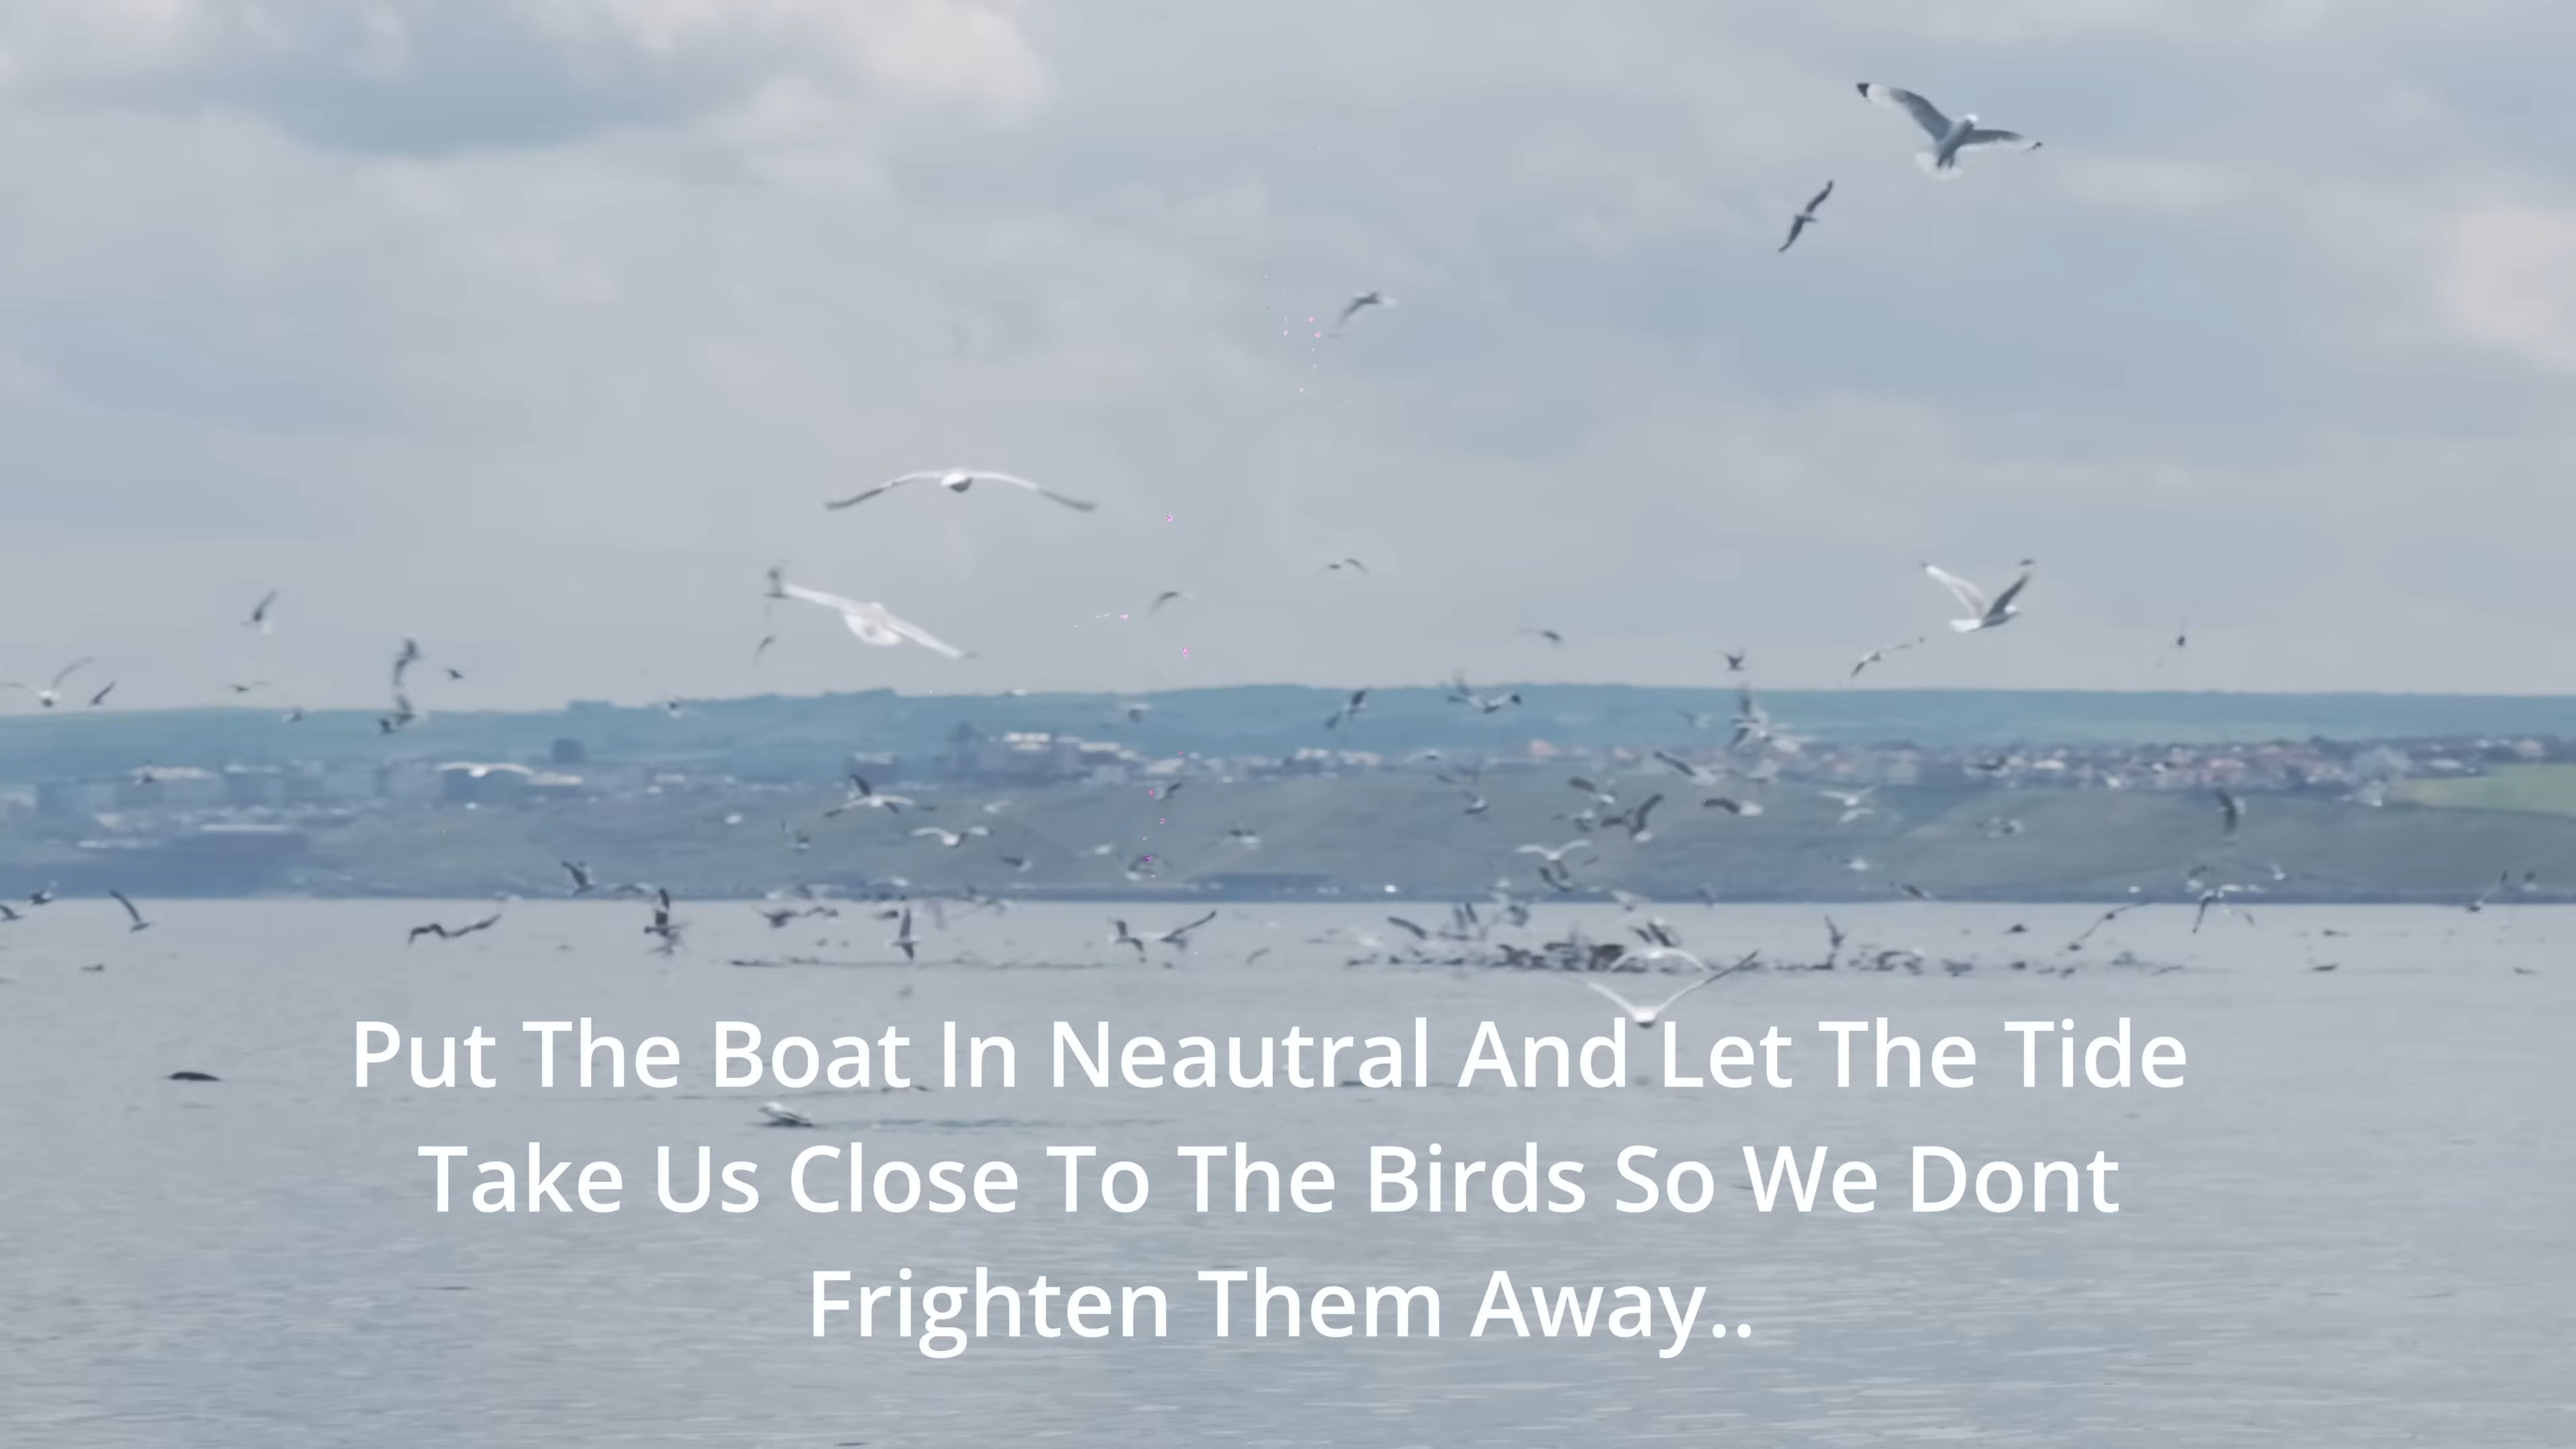 Put The Boat In Neautral And Let The Tide
Take Us Close To The Birds So We Dont
Frighten Them Away..